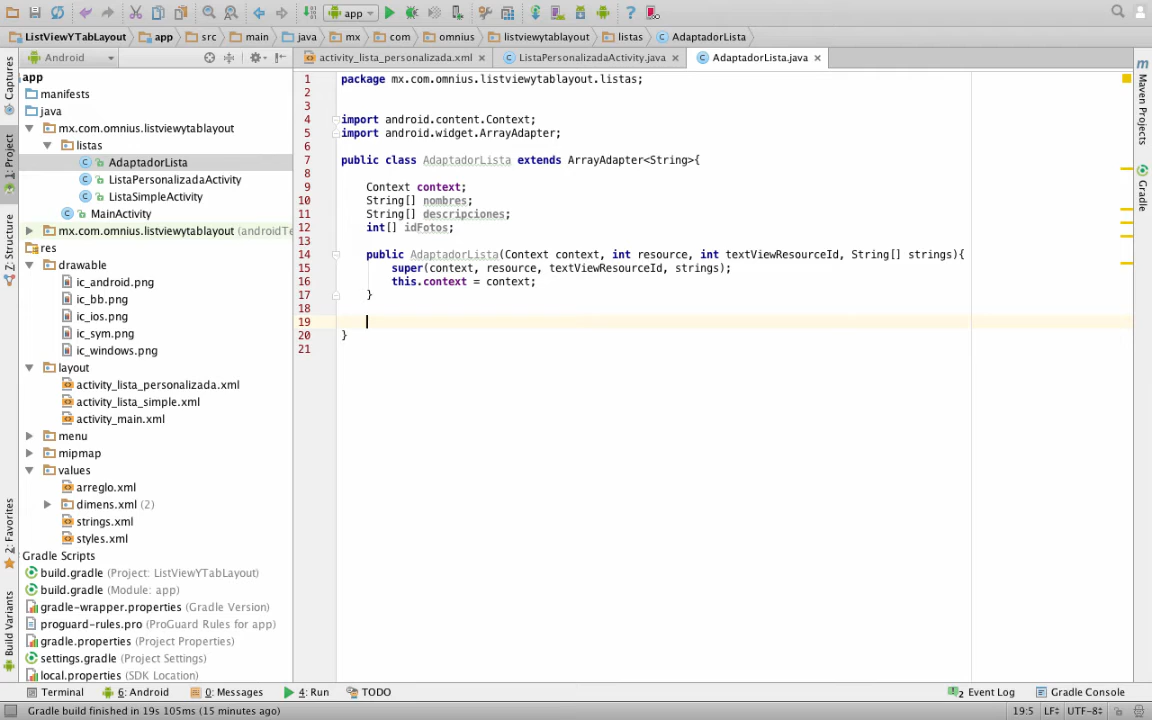 app
ListViewYTabLayout app src main java mx com omnius listviewytablayout listas AdaptadorLista
Android
activity_lista_personalizada.xml ListaPersonalizadaActivity.java AdaptadorLista.java
Captures
1: Project
Z: Structure
2: Favorites
Build Variants
app
manifests
java
mx.com.omnius.listviewytablayout
listas
AdaptadorLista
ListaPersonalizadaActivity
ListaSimpleActivity
MainActivity
mx.com.omnius.listviewytablayout (androidTe
res
drawable
ic_android.png
ic_bb.png
ic_ios.png
ic_sym.png
ic_windows.png
layout
activity_lista_personalizada.xml
activity_lista_simple.xml
activity_main.xml
menu
mipmap
values
arreglo.xml
dimens.xml (2)
strings.xml
styles.xml
Gradle Scripts
build.gradle (Project: ListViewYTabLayout)
build.gradle (Module: app)
gradle-wrapper.properties (Gradle Version)
proguard-rules.pro (ProGuard Rules for app)
gradle.properties (Project Properties)
settings.gradle (Project Settings)
local.properties (SDK Location)
1 package mx.com.omnius.listviewytablayout.listas;
2
3
4 import android.content.Context;
5 import android.widget.ArrayAdapter;
6
7 public class AdaptadorLista extends ArrayAdapter<String>{
8
9 Context context;
10 String[] nombres;
11 String[] descripciones;
12 int[] idFotos;
13
14 public AdaptadorLista(Context context, int resource, int textViewResourceId, String[] strings){
15 super(context, resource, textViewResourceId, strings);
16 this.context = context;
17 }
18
19
20 }
21
m Maven Projects
Gradle
Terminal 6: Android 0: Messages 4: Run TODO 2 Event Log Gradle Console
Gradle build finished in 19s 105ms (15 minutes ago) 19:5 LF UTF-8